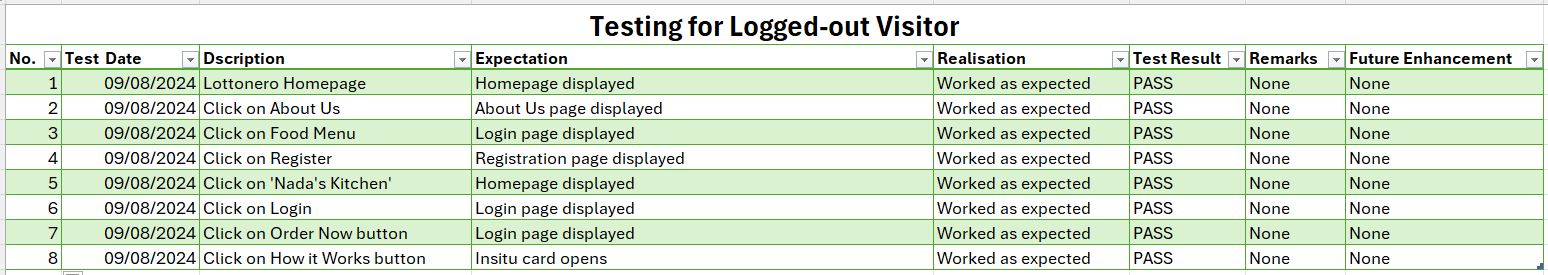 Testing for Logged-out Visitor
No. Test Date Dscription Expectation Realisation Test Result Remarks Future Enhancement
1 09/08/2024 Lottonero Homepage Homepage displayed Worked as expected PASS None None
2 09/08/2024 Click on About Us About Us page displayed Worked as expected PASS None None
3 09/08/2024 Click on Food Menu Login page displayed Worked as expected PASS None None
4 09/08/2024 Click on Register Registration page displayed Worked as expected PASS None None
5 09/08/2024 Click on 'Nada's Kitchen' Homepage displayed Worked as expected PASS None None
6 09/08/2024 Click on Login Login page displayed Worked as expected PASS None None
7 09/08/2024 Click on Order Now button Login page displayed Worked as expected PASS None None
8 09/08/2024 Click on How it Works button Insitu card opens Worked as expected PASS None None